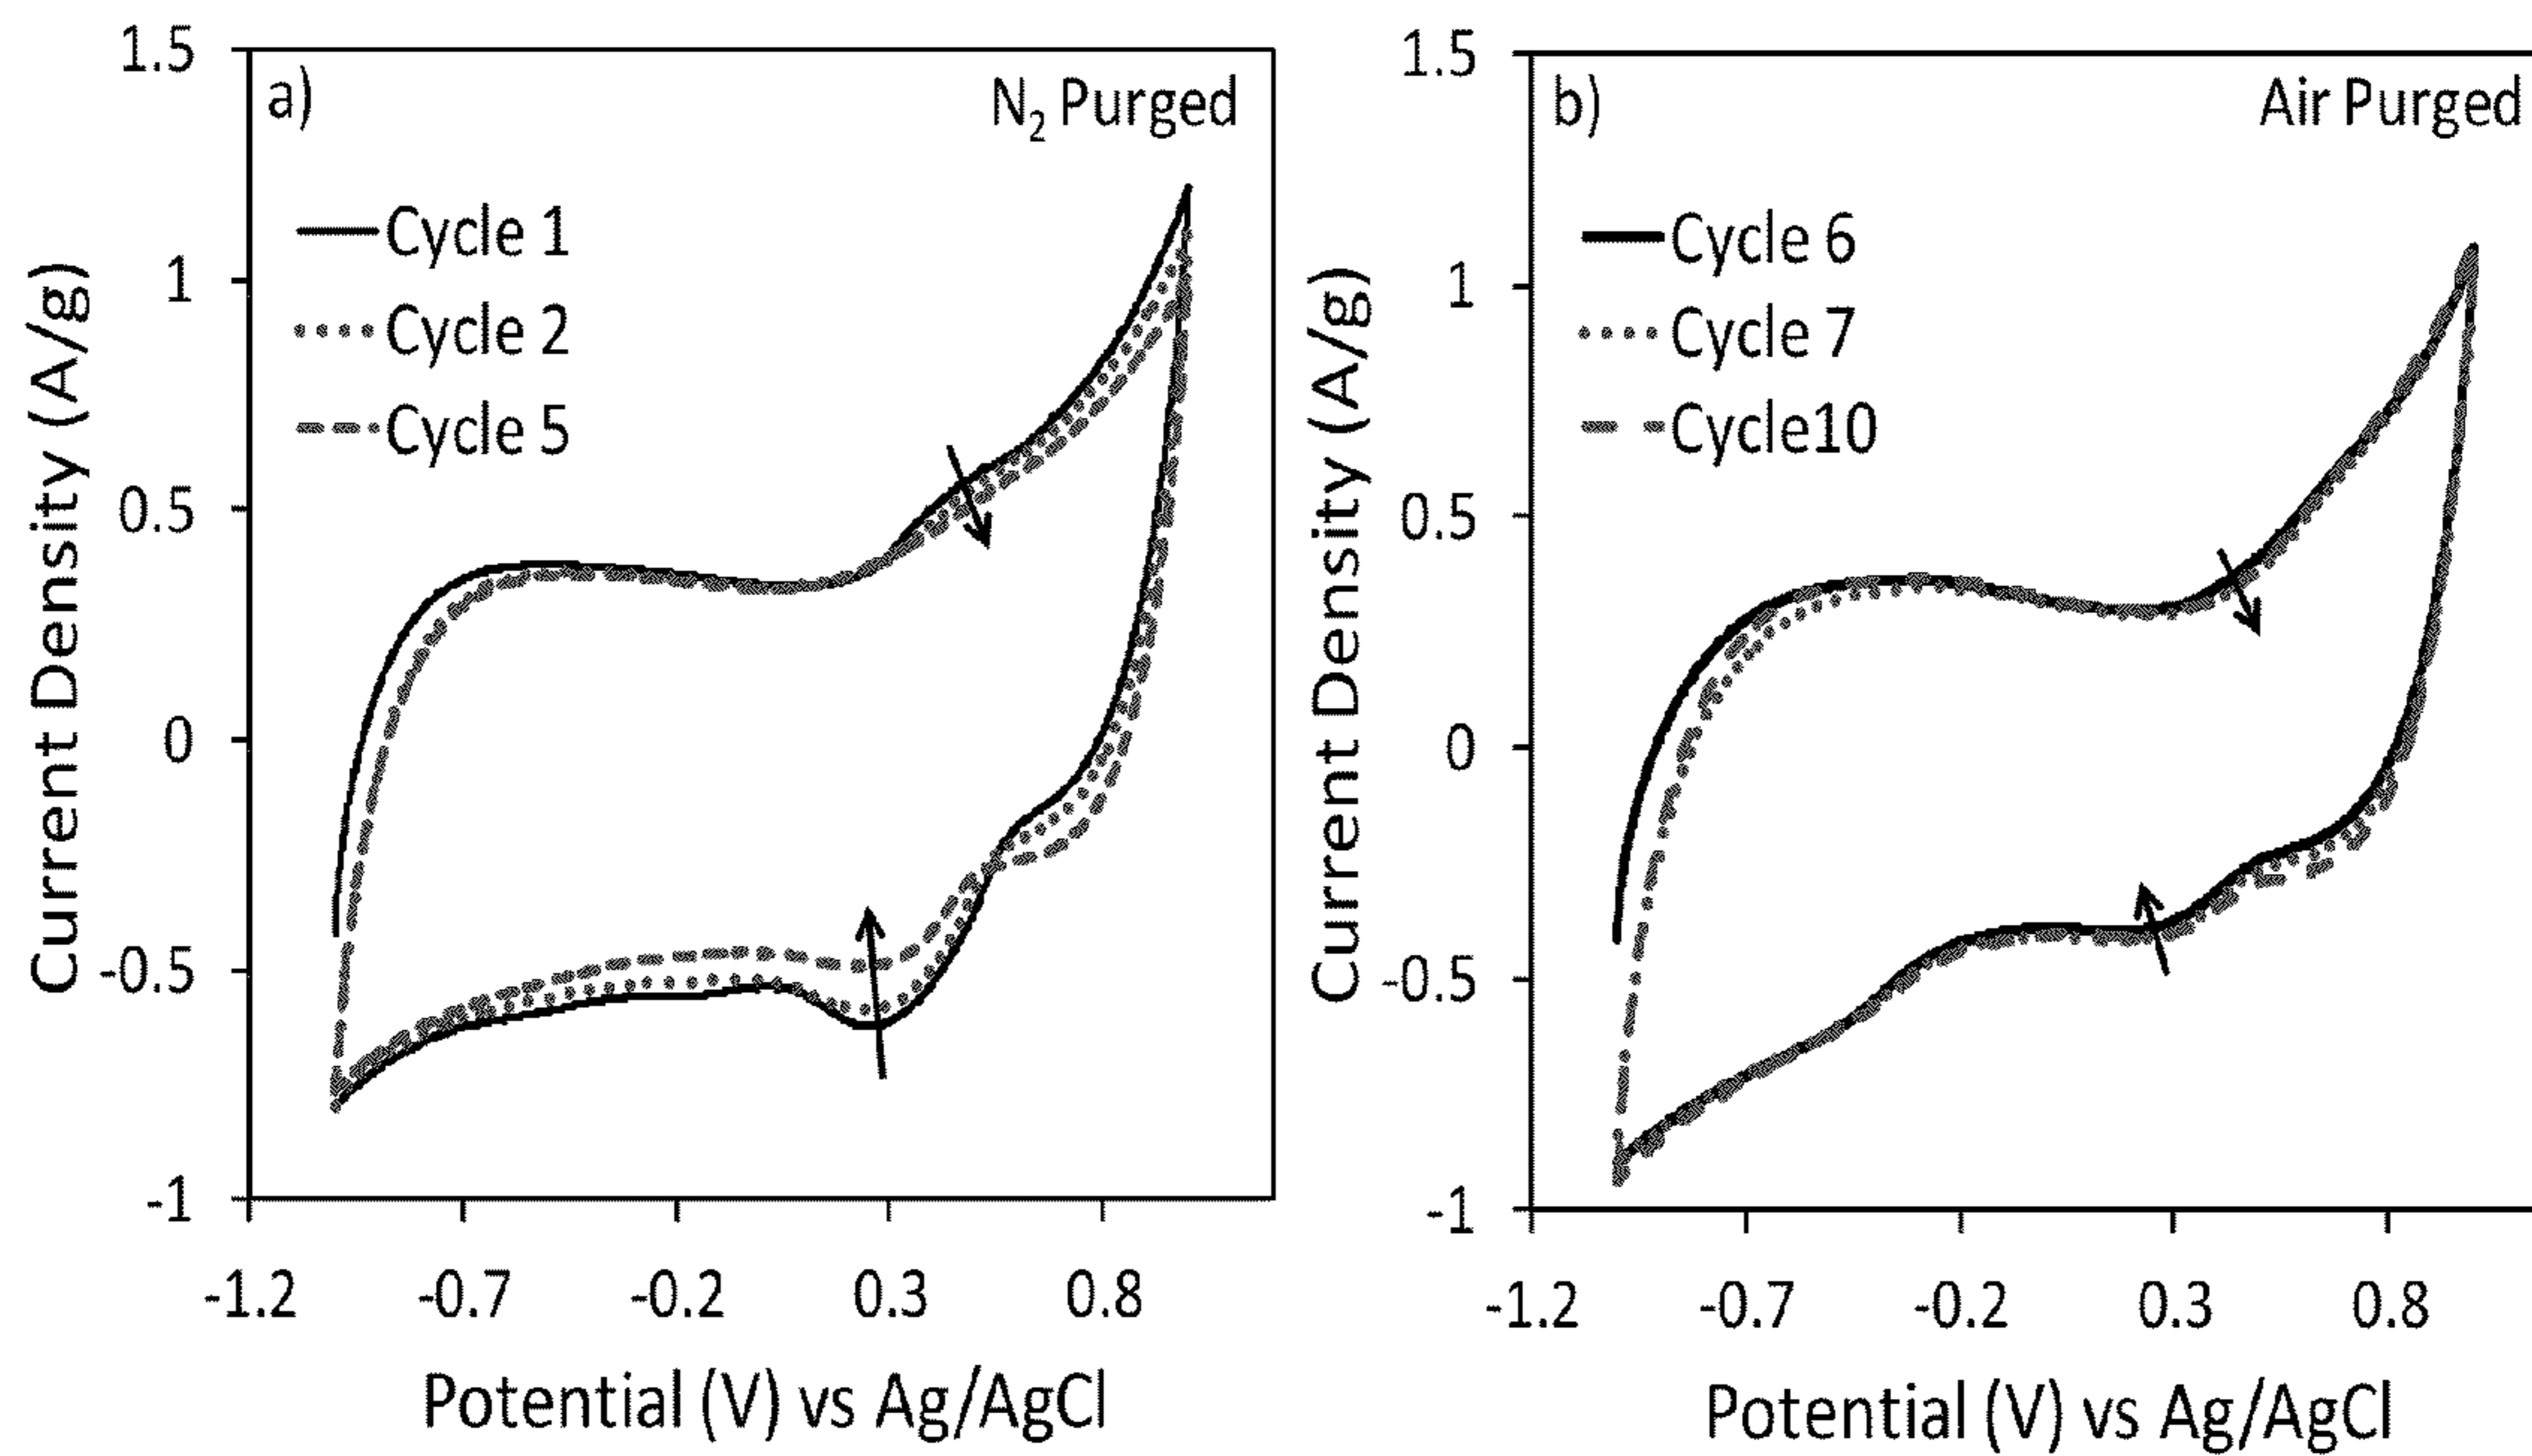 a)
N₂ Purged
Cycle 1
Cycle 2
Cycle 5
Current Density (A/g)
1.5
1
0.5
0
-0.5
-1
-1.2 -0.7 -0.2 0.3 0.8
Potential (V) vs Ag/AgCl
b)
Air Purged
Cycle 6
Cycle 7
Cycle10
Current Density (A/g)
1.5
1
0.5
0
-0.5
-1
-1.2 -0.7 -0.2 0.3 0.8
Potential (V) vs Ag/AgCl